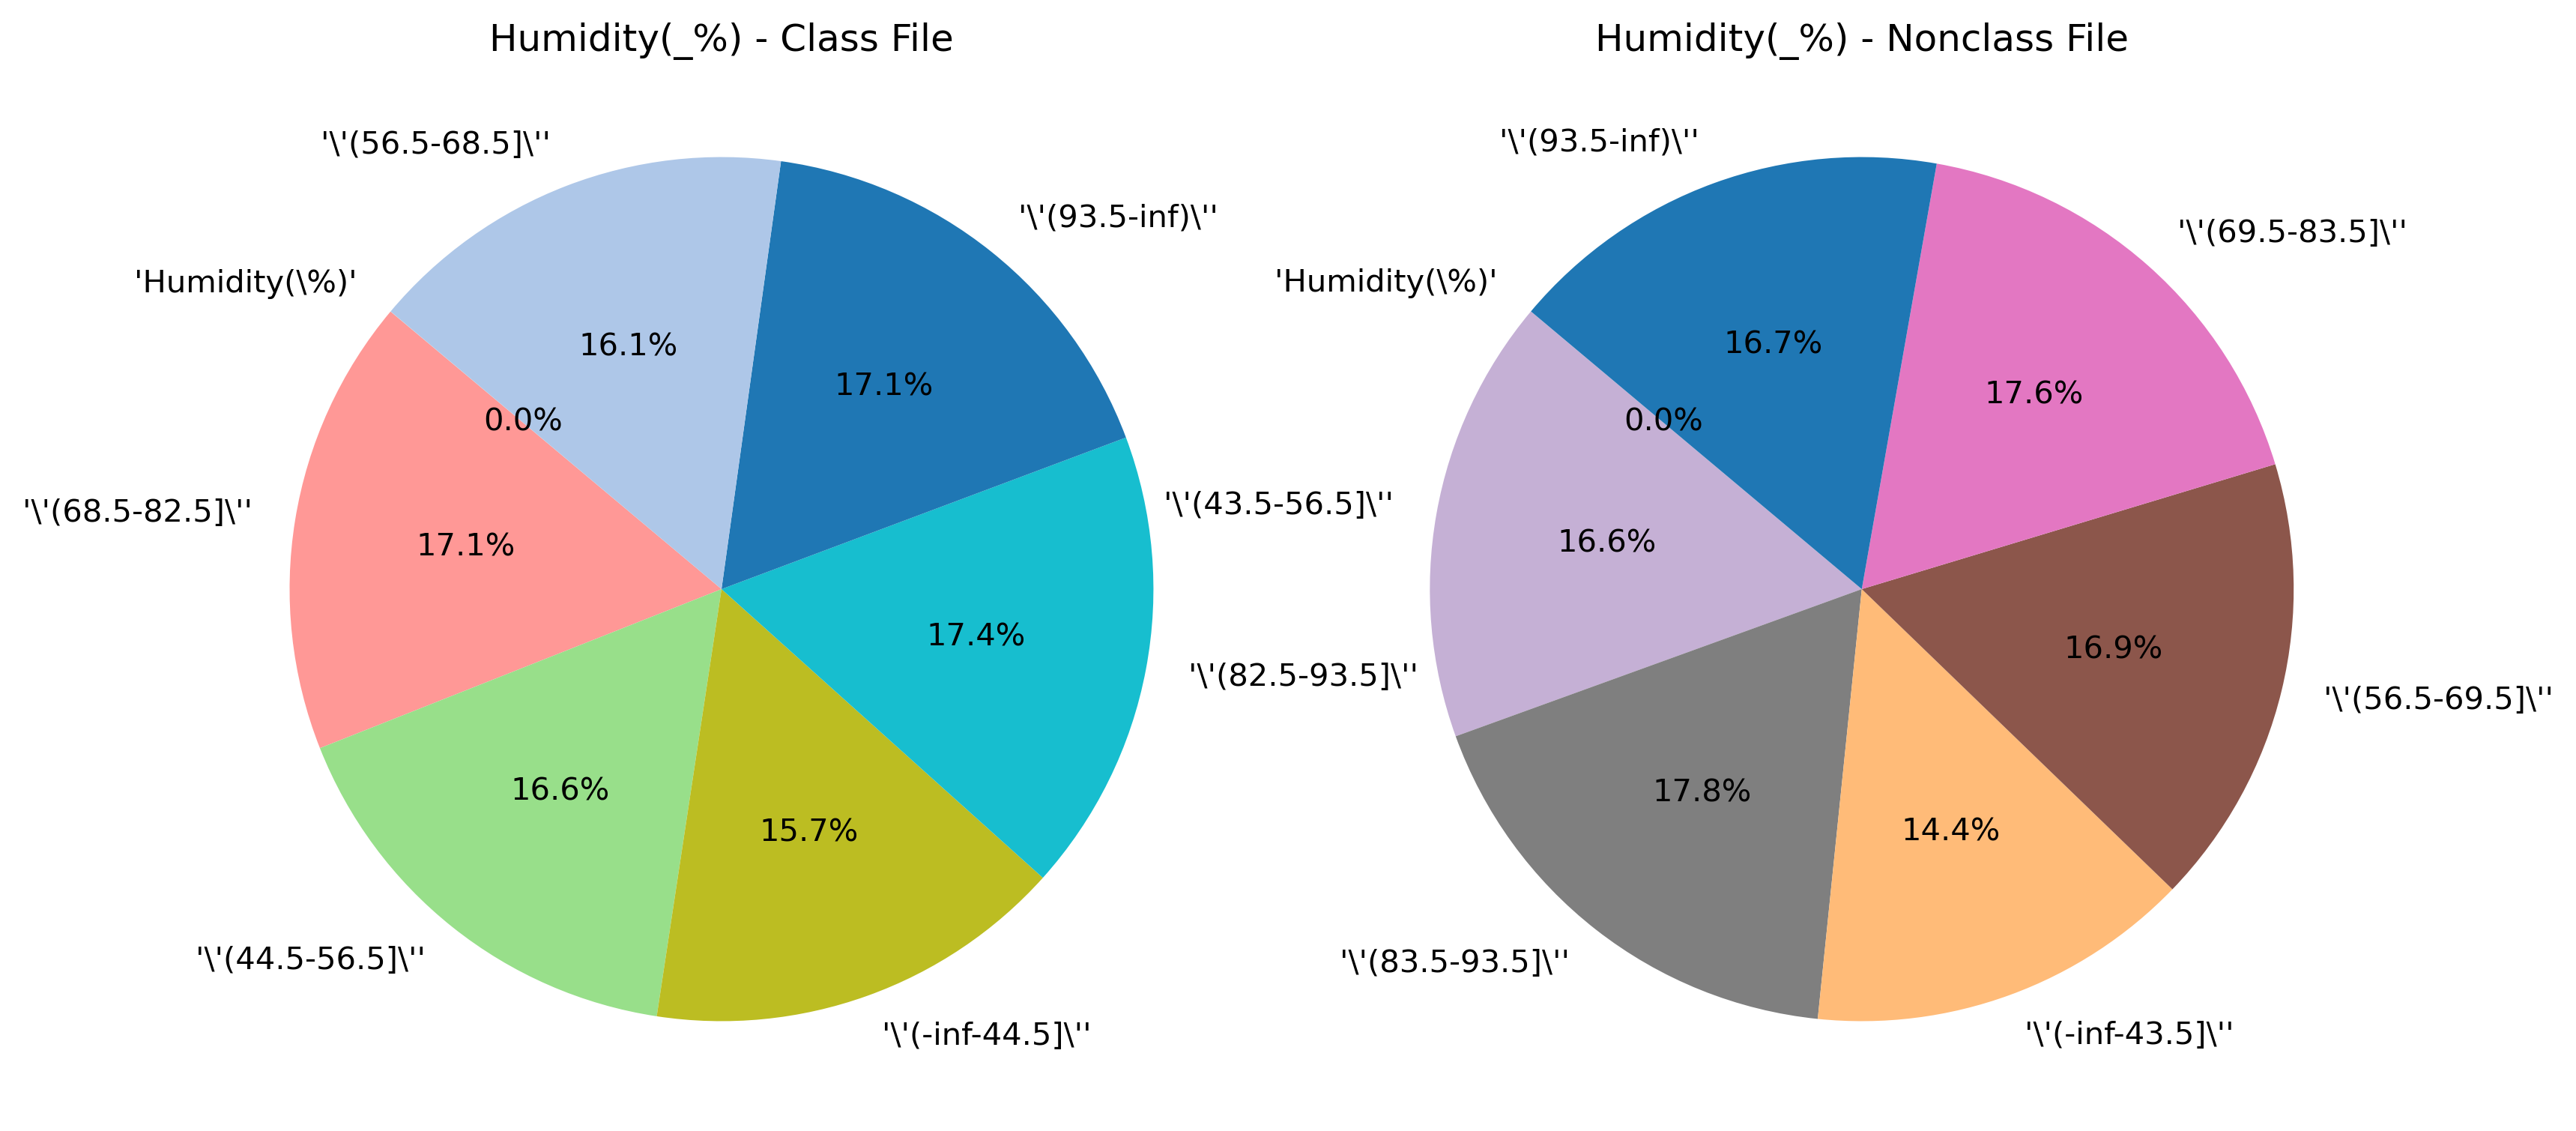 Humidity(_%) - Class File
'\'(56.5-68.5]\''
'\'(93.5-inf)\''
'Humidity(\%)'
16.1%
17.1%
0.0%
'\'(68.5-82.5]\''
17.1%
17.4%
'\'(82.5-93.5]\''
16.6%
15.7%
'\'(44.5-56.5]\''
'\'(-inf-44.5]\''
Humidity(_%) - Nonclass File
'\'(93.5-inf)\''
'\'(69.5-83.5]\''
'Humidity(\%)'
16.7%
17.6%
0.0%
'\'(43.5-56.5]\''
16.6%
16.9%
'\'(56.5-69.5]\''
17.8%
14.4%
'\'(83.5-93.5]\''
'\'(-inf-43.5]\''